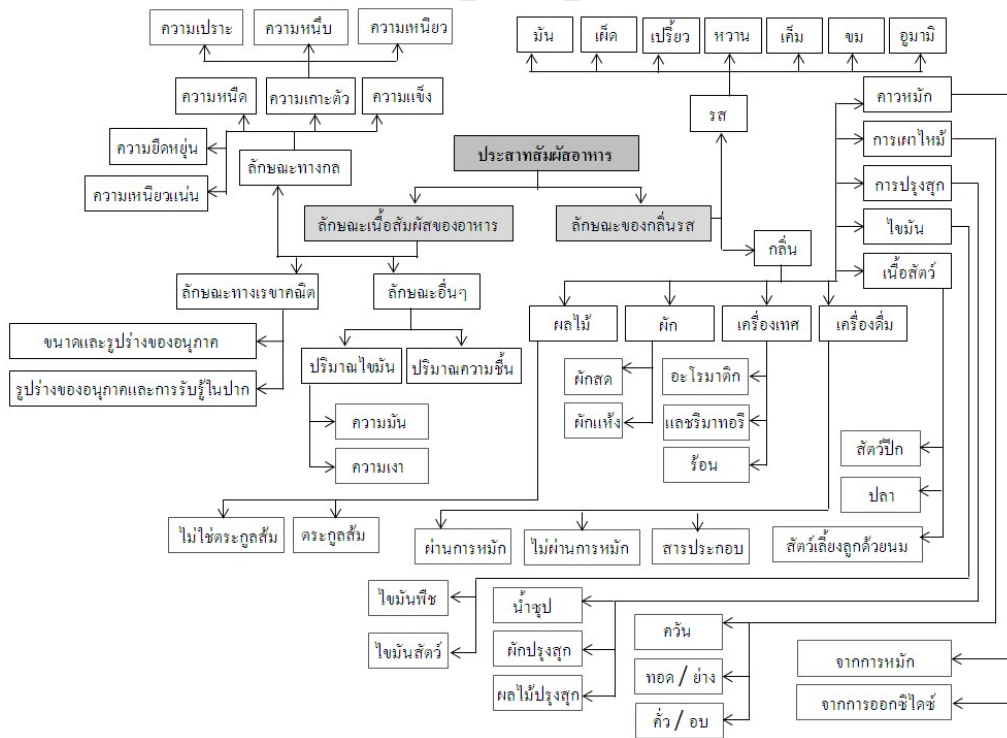 ความเปราะ
ความหนึบ
ความเหนียว
มัน
เผ็ด
เปรี้ยว
หวาน
เค็ม
ขม
อูมามิ
ความหนืด
ความเกาะตัว
ความแข็ง
รส
คาวหมัก
การเผาไหม้
ความยืดหยุ่น
ลักษณะทางกล
ประสาทสัมผัสอาหาร
การปรุงสุก
ความเหนียวแน่น
ลักษณะเนื้อสัมผัสของอาหาร
ลักษณะของกลิ่นรส
ไขมัน
กลิ่น
เนื้อสัตว์
ลักษณะทางเรขาคณิต
ลักษณะอื่นๆ
ผลไม้
ผัก
เครื่องเทศ
เครื่องดื่ม
ขนาดและรูปร่างของอนุภาค
ปริมาณไขมัน
ปริมาณความชื้น
ผักสด
อะโรมาติก
รูปร่างของอนุภาคและการรับรู้ในปาก
ความมัน
ผักแห้ง
แลชรีมาทอรี
ความเงา
ร้อน
สัตว์ปีก
ปลา
ไม่ใช่ตระกูลส้ม
ตระกูลส้ม
ผ่านการหมัก
ไม่ผ่านการหมัก
สารประกอบ
สัตว์เลี้ยงลูกด้วยนม
ไขมันพืช
น้ำซุป
ควัน
ไขมันสัตว์
ผักปรุงสุก
จากการหมัก
ผลไม้ปรุงสุก
ทอด / ย่าง
จากการออกซิไดซ์
คั่ว / อบ